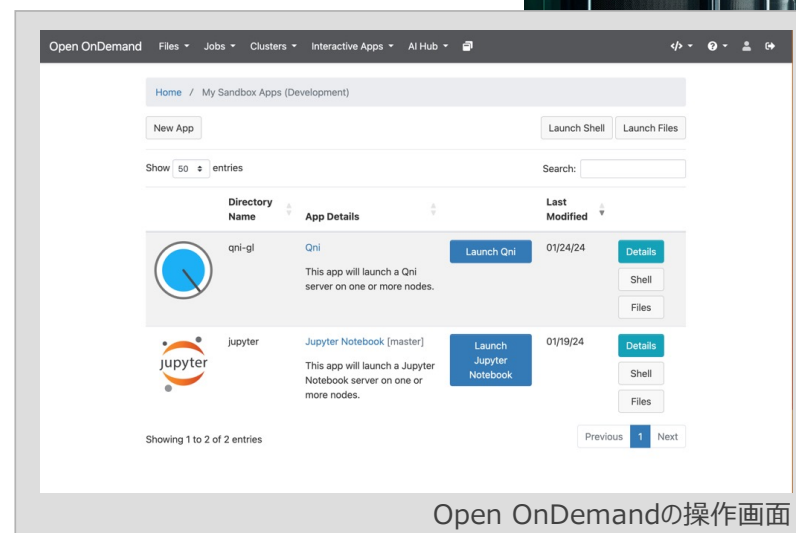 Open OnDemand Files Jobs Clusters Interactive Apps AI Hub
Home / My Sandbox Apps (Development)
New App Launch Shell Launch Files
Show 50 entries Search:
Directory Name App Details Last Modified
qni-gl Qni Launch Qni 01/24/24 Details
This app will launch a Qni
server on one or more nodes.
Shell
Files
jupyter jupyter Jupyter Notebook [master] Launch Jupyter Notebook 01/19/24 Details
This app will launch a Jupyter
Notebook server on one or
more nodes.
Shell
Files
Showing 1 to 2 of 2 entries Previous 1 Next
Open OnDemandの操作画面